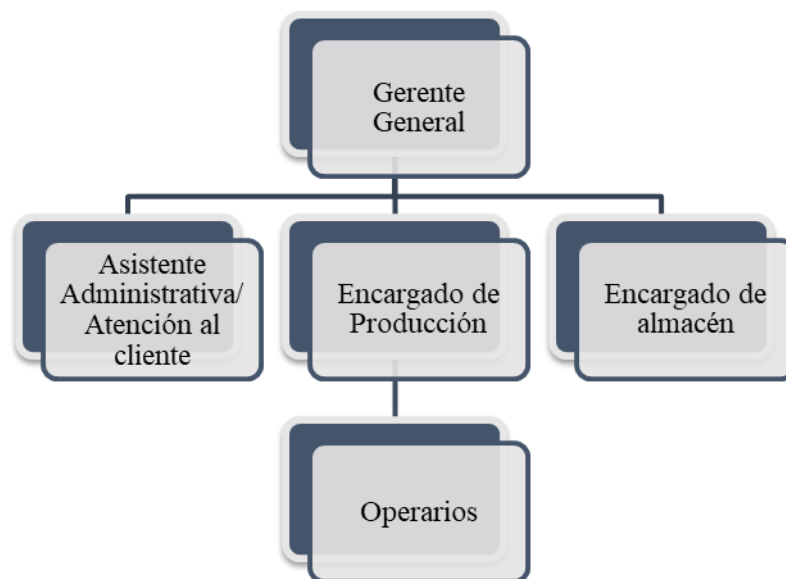 Gerente
General
Asistente
Administrativa/
Atención al
cliente
Encargado de
Producción
Encargado de
almacén
Operarios